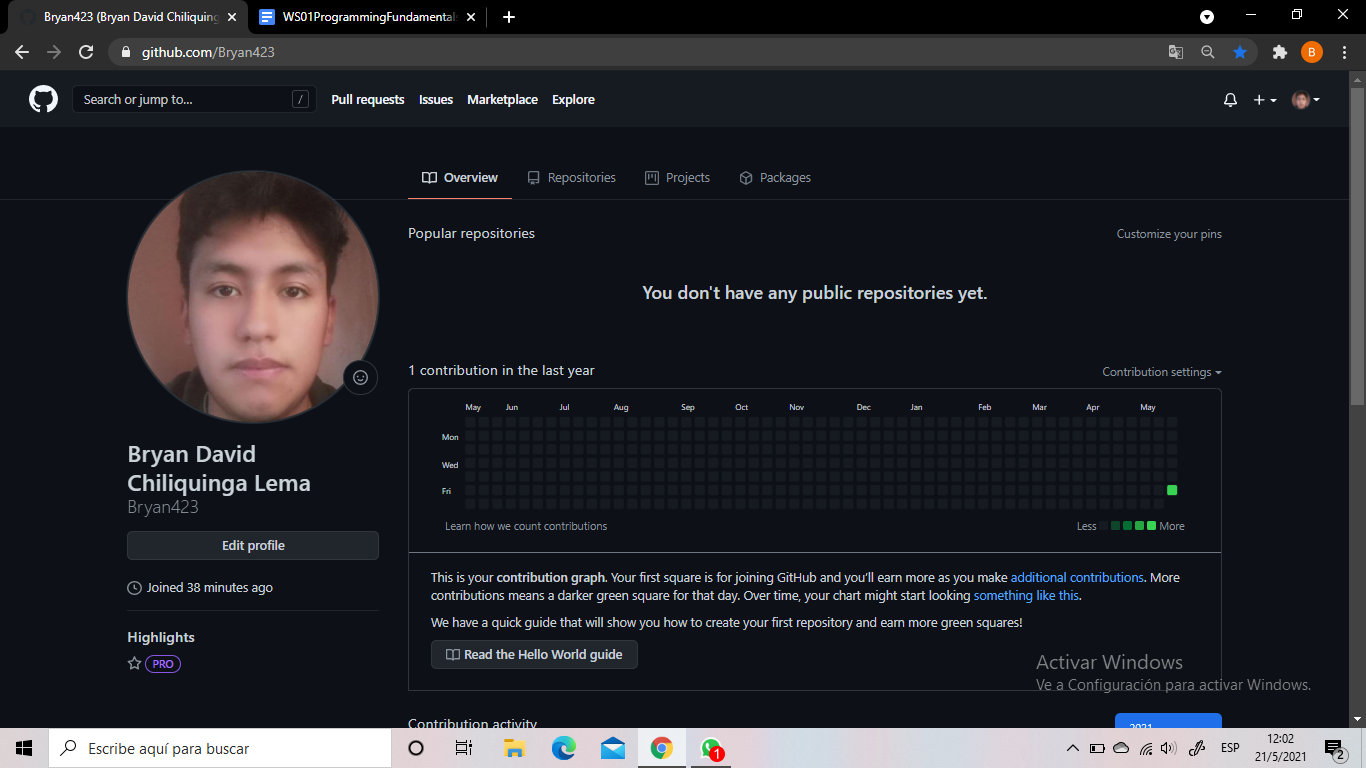 Bryan423 (Bryan David Chiliquing
WS01ProgrammingFundamentals
github.com/Bryan423
B
Search or jump to...
/
Pull requests
Issues
Marketplace
Explore
Overview
Repositories
Projects
Packages
Popular repositories
Customize your pins
You don't have any public repositories yet.
1 contribution in the last year
Contribution settings
May Jun Jul Aug Sep Oct Nov Dec Jan Feb Mar Apr May
Mon
Wed
Fri
Learn how we count contributions
Less
More
This is your contribution graph. Your first square is for joining GitHub and you'll earn more as you make additional contributions. More
contributions means a darker green square for that day. Over time, your chart might start looking something like this.
We have a quick guide that will show you how to create your first repository and earn more green squares!
Read the Hello World guide
Bryan David
Chiliquinga Lema
Bryan423
Edit profile
Joined 38 minutes ago
Highlights
PRO
Activar Windows
Ve a Configuración para activar Windows.
Contribution activity
2021
Escribe aquí para buscar
1
ESP
12:02
21/5/2021
2